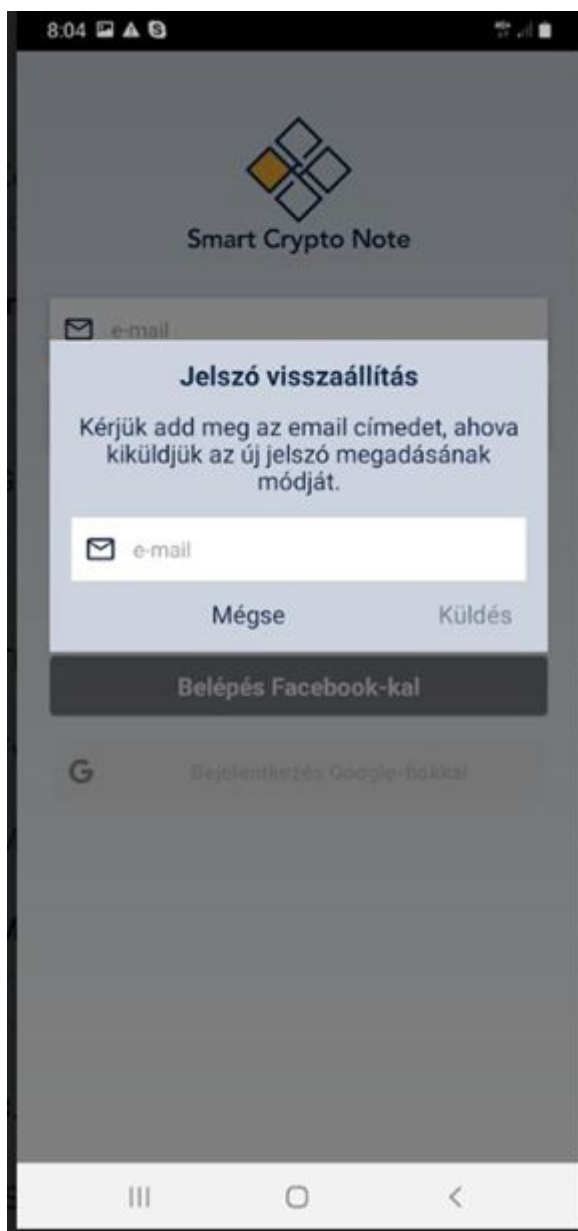 8:04
Smart Crypto Note
e-mail
Jelszó visszaállítás
Kérjük add meg az email címedet, ahova
kiküldjük az új jelszó megadásának
módját.
e-mail
Mégse
Küldés
Belépés Facebook-kal
G
Bejelentkezés Google-fiókkal